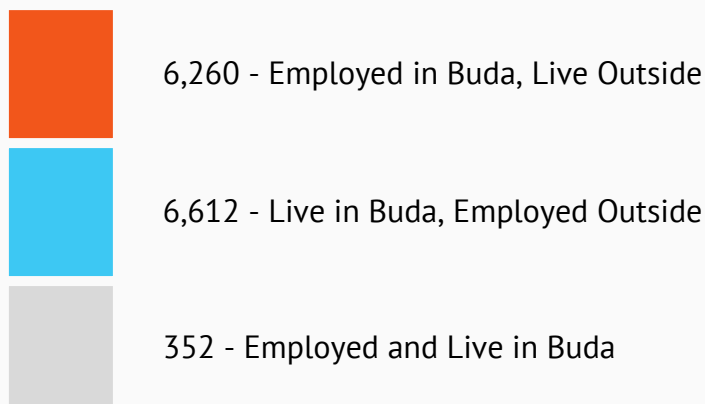 6,260 - Employed in Buda, Live Outside
6,612 - Live in Buda, Employed Outside
352 - Employed and Live in Buda